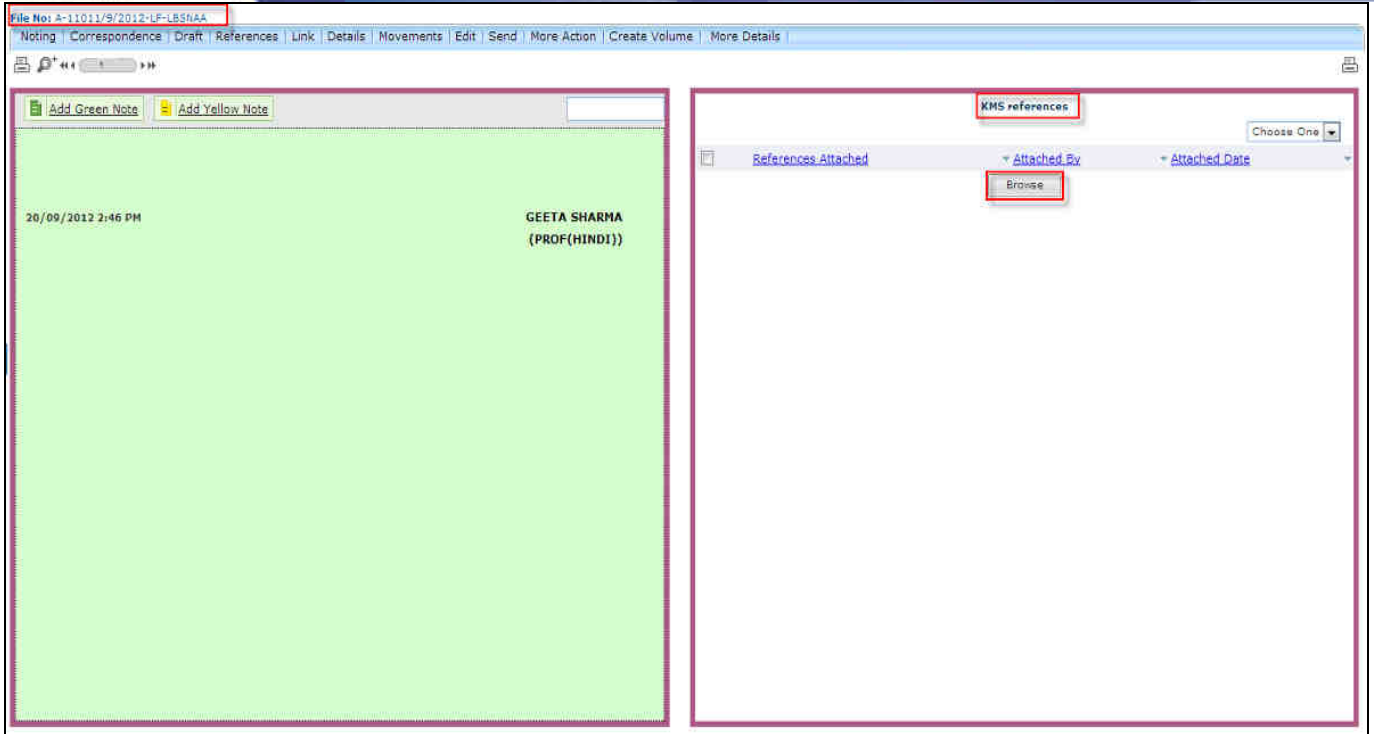 File No: A-11011/9/2012-LF-LBSNAA
Noting | Correspondence | Draft | References | Link | Details | Movements | Edit | Send | More Action | Create Volume | More Details |
Add Green Note Add Yellow Note
20/09/2012 2:46 PM GEETA SHARMA
(PROF(HINDI))
KMS references
Choose One
References Attached Attached By Attached Date
Browse